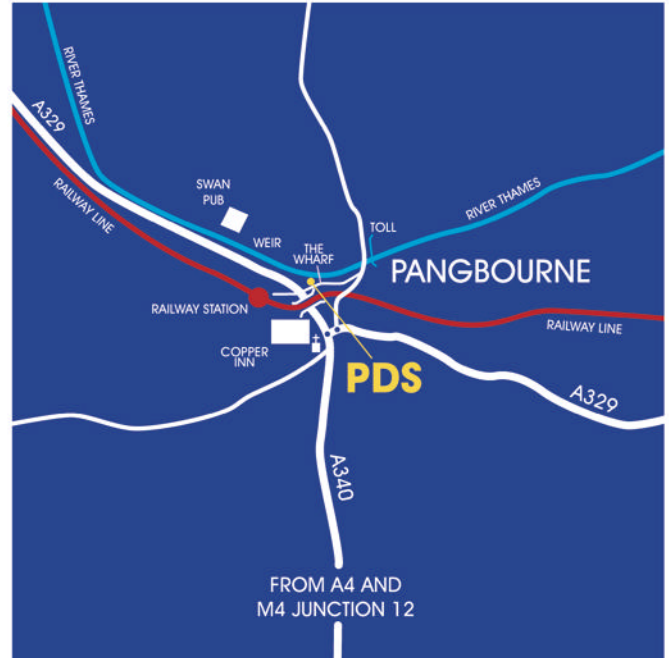 RIVER THAMES
A329
RAILWAY LINE
SWAN
PUB
WEIR
THE
WHARF
TOLL
RIVER THAMES
PANGBOURNE
RAILWAY STATION
RAILWAY LINE
COPPER
INN
PDS
A329
A340
FROM A4 AND
M4 JUNCTION 12